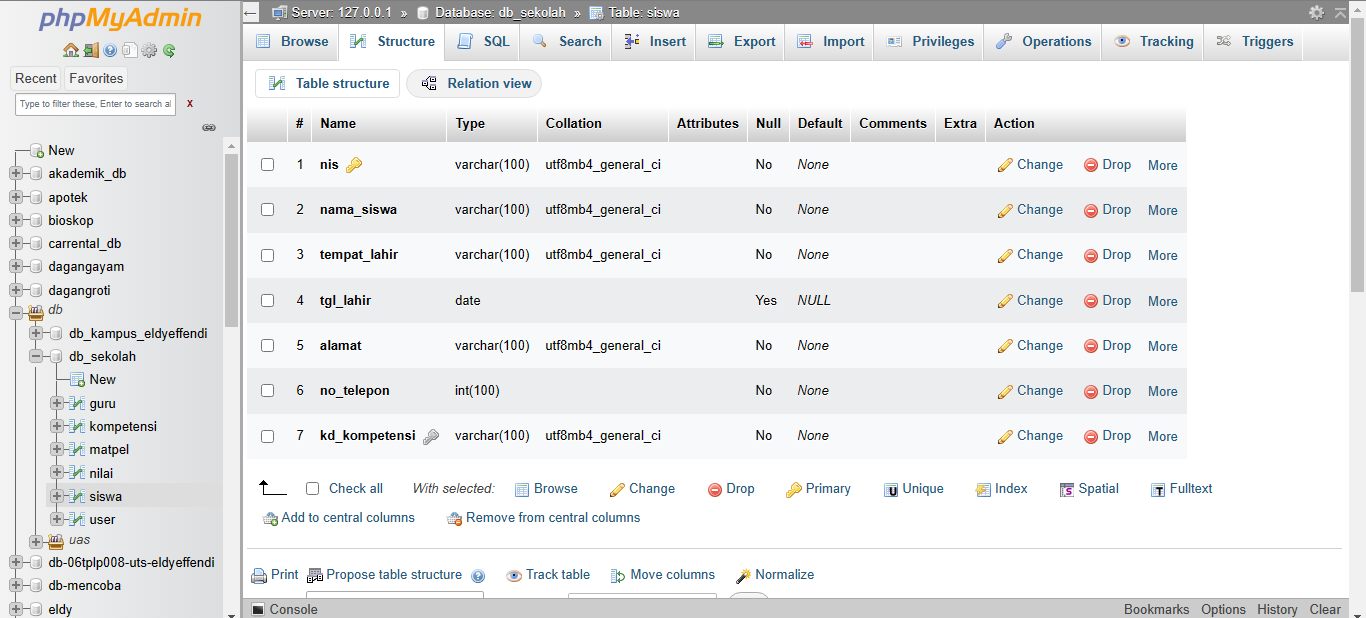 phpMyAdmin
Recent Favorites
Type to filter these, Enter to search al X
New
akademik_db
apotek
bioskop
carrental_db
dagangayam
dagangroti
db
db_kampus_eldyeffendi
db_sekolah
New
guru
kompetensi
matpel
nilai
siswa
user
uas
db-06tplp008-uts-eldyeffendi
db-mencoba
eldy
Server: 127.0.0.1 » Database: db_sekolah » Table: siswa
Browse Structure SQL Search Insert Export Import Privileges Operations Tracking Triggers
Table structure Relation view
# Name Type Collation Attributes Null Default Comments Extra Action
1 nis varchar(100) utf8mb4_general_ci No None Change Drop More
2 nama_siswa varchar(100) utf8mb4_general_ci No None Change Drop More
3 tempat_lahir varchar(100) utf8mb4_general_ci No None Change Drop More
4 tgl_lahir date Yes NULL Change Drop More
5 alamat varchar(100) utf8mb4_general_ci No None Change Drop More
6 no_telepon int(100) No None Change Drop More
7 kd_kompetensi varchar(100) utf8mb4_general_ci No None Change Drop More
Check all With selected: Browse Change Drop Primary Unique Index Spatial Fulltext
Add to central columns Remove from central columns
Print Propose table structure Track table Move columns Normalize
Console Bookmarks Options History Clear